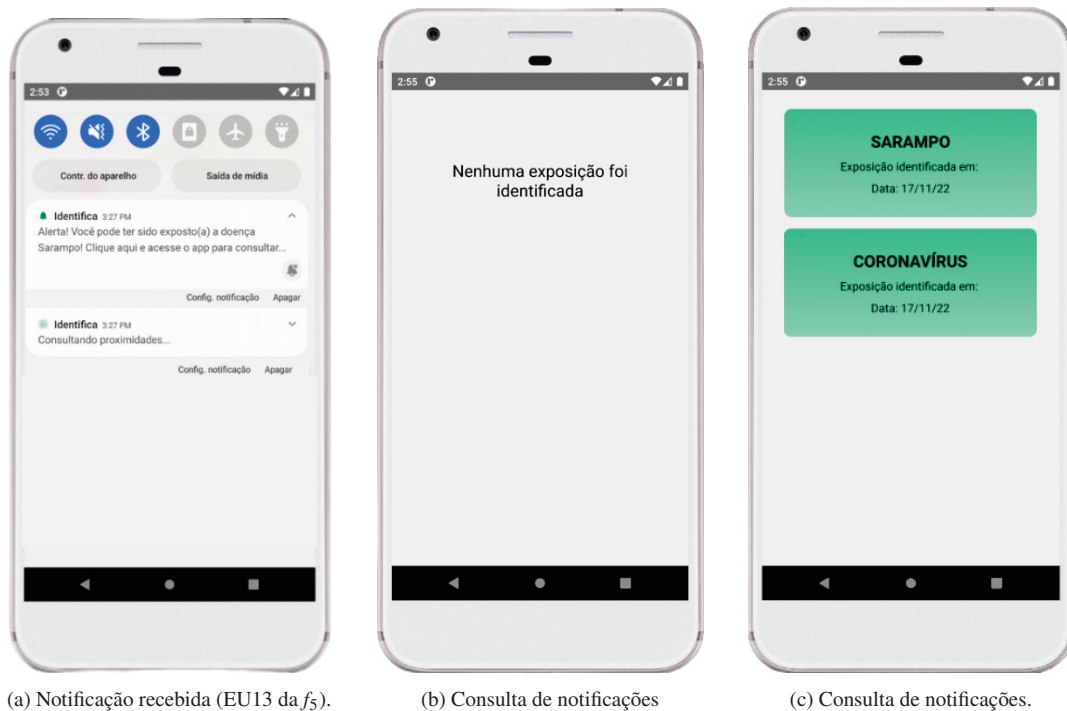 2:53
Contr. do aparelho
Saída de mídia
Identifica 3:27 PM
Alerta! Você pode ter sido exposto(a) a doença
Sarampo! Clique aqui e acesse o app para consultar...
Config. notificação Apagar
Identifica 3:27 PM
Consultando proximidades...
Config. notificação Apagar
(a) Notificação recebida (EU13 da f5).
2:55
Nenhuma exposição foi
identificada
(b) Consulta de notificações
2:55
SARAMPO
Exposição identificada em:
Data: 17/11/22
CORONAVÍRUS
Exposição identificada em:
Data: 17/11/22
(c) Consulta de notificações.